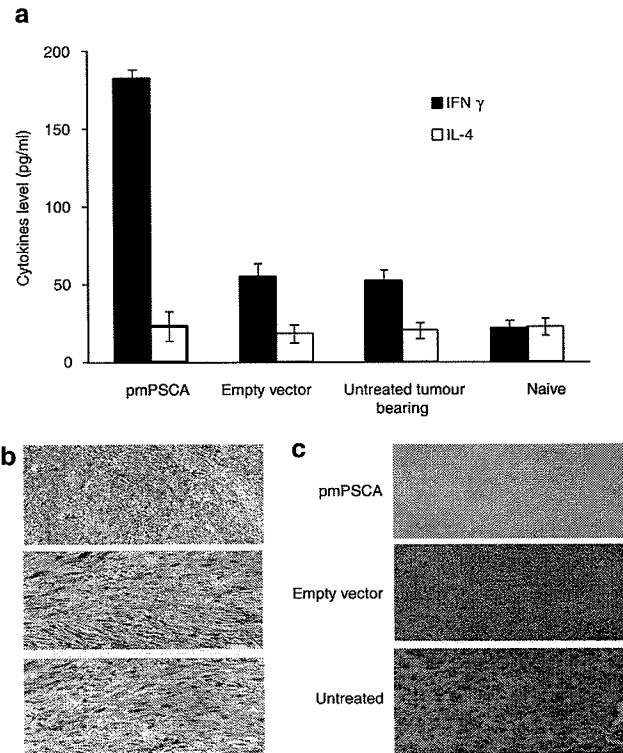 a
200
150
100
50
0
Cytokines level (pg/ml)
IFN γ
IL-4
pmPSCA
Empty vector
Untreated tumour
bearing
Naive
b
c
pmPSCA
Empty vector
Untreated